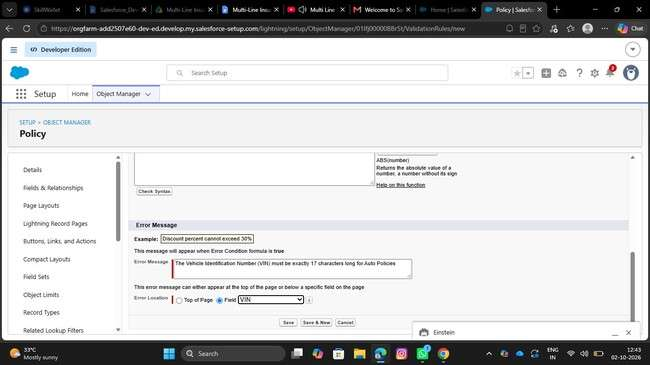 SkillWallet
Salesforce_De
Multi-Line Insu
Multi-Line Insu
Multi Line
Welcome to Sa
Home | Salesf
Policy | Salesfor
https://orgfarm-add2507e60-dev-ed.develop.my.salesforce-setup.com/lightning/setup/ObjectManager/
/ValidationRules/new
Chat
Developer Edition
Search Setup
Setup
Home
Object Manager
SETUP > OBJECT MANAGER
Policy
Details
Fields & Relationships
Page Layouts
Lightning Record Pages
Buttons, Links, and Actions
Compact Layouts
Field Sets
Object Limits
Record Types
Related Lookup Filters
ABS(number)
Returns the absolute value of a
number, a number without its sign
Help on this function
Check Syntax
Error Message
Example: Discount percent cannot exceed 30%
This message will appear when Error Condition formula is true
Error Message
The Vehicle Identification Number (VIN) must be exactly 17 characters long for Auto Policies
This error message can either appear at the top of the page or below a specific field on the page
Error Location
Top of Page
Field
VIN
i
Save
Save & New
Cancel
Einstein
33°C
Mostly sunny
Search
ENG
IN
12:43
02-10-2026